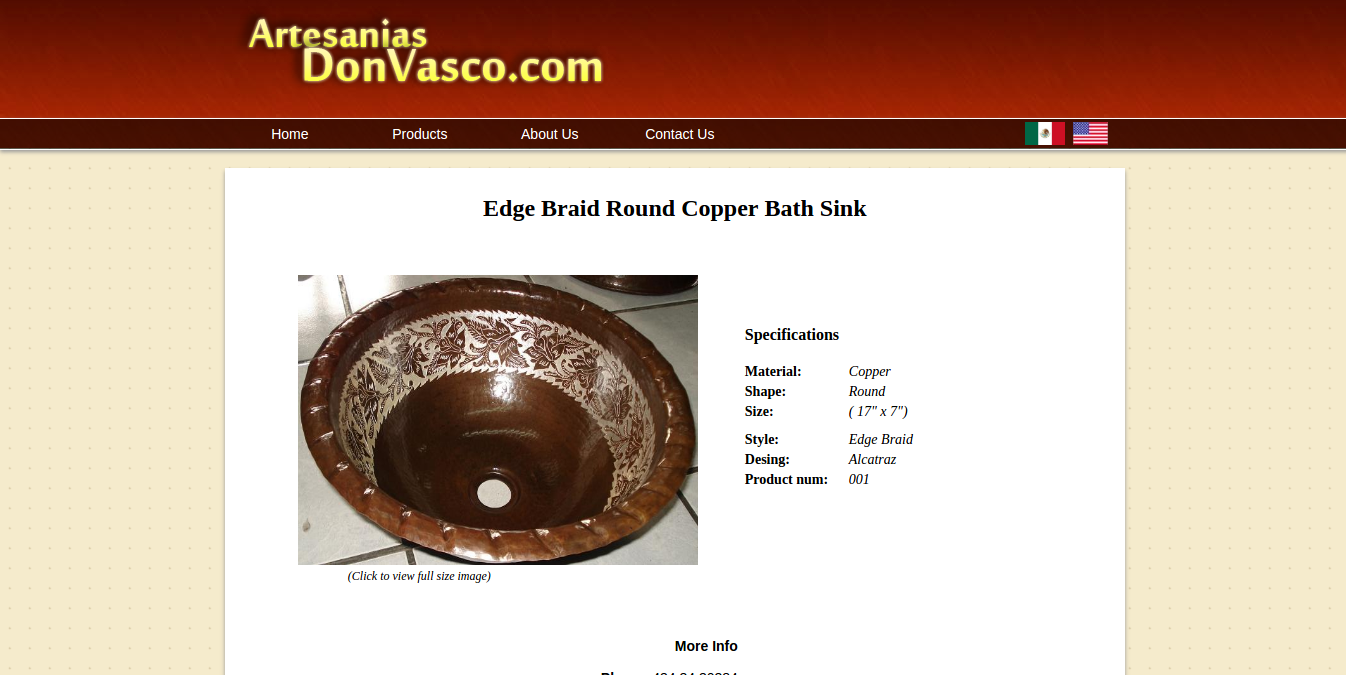 Artesanias
DonVasco.com
Home Products About Us Contact Us
Edge Braid Round Copper Bath Sink
Specifications
Material: Copper
Shape: Round
Size: ( 17" x 7")
Style: Edge Braid
Desing: Alcatraz
Product num: 001
(Click to view full size image)
More Info